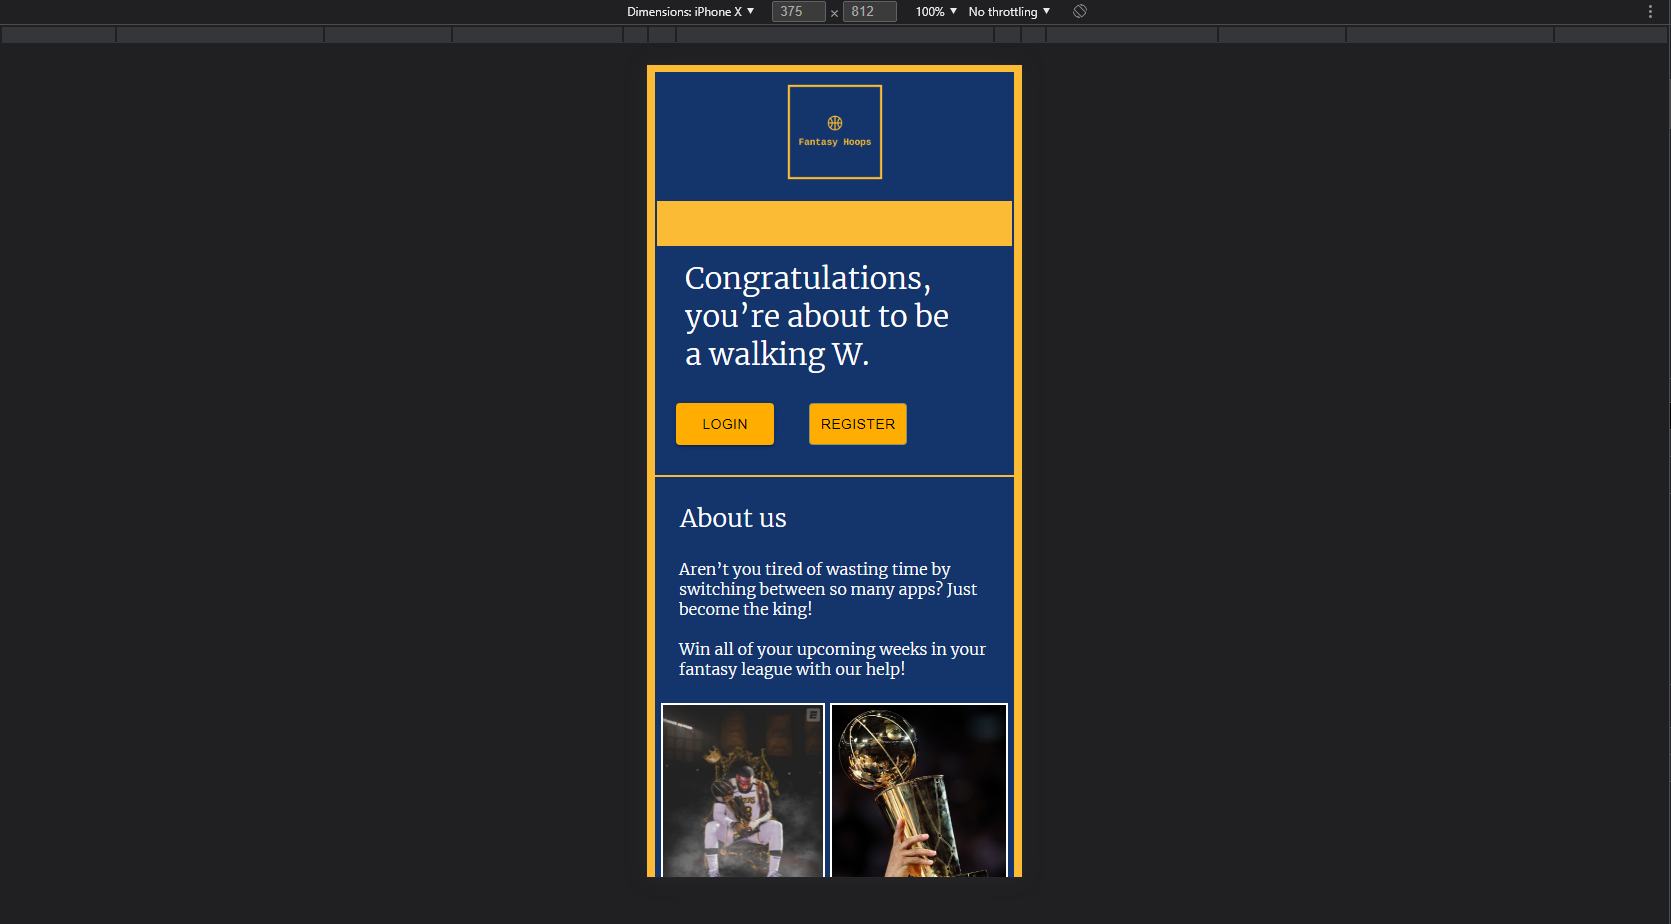 Dimensions: iPhone X ▼ 375 × 812 100% ▼ No throttling ▼
Fantasy Hoops
Congratulations,
you’re about to be
a walking W.
LOGIN REGISTER
About us
Aren’t you tired of wasting time by
switching between so many apps? Just
become the king!
Win all of your upcoming weeks in your
fantasy league with our help!